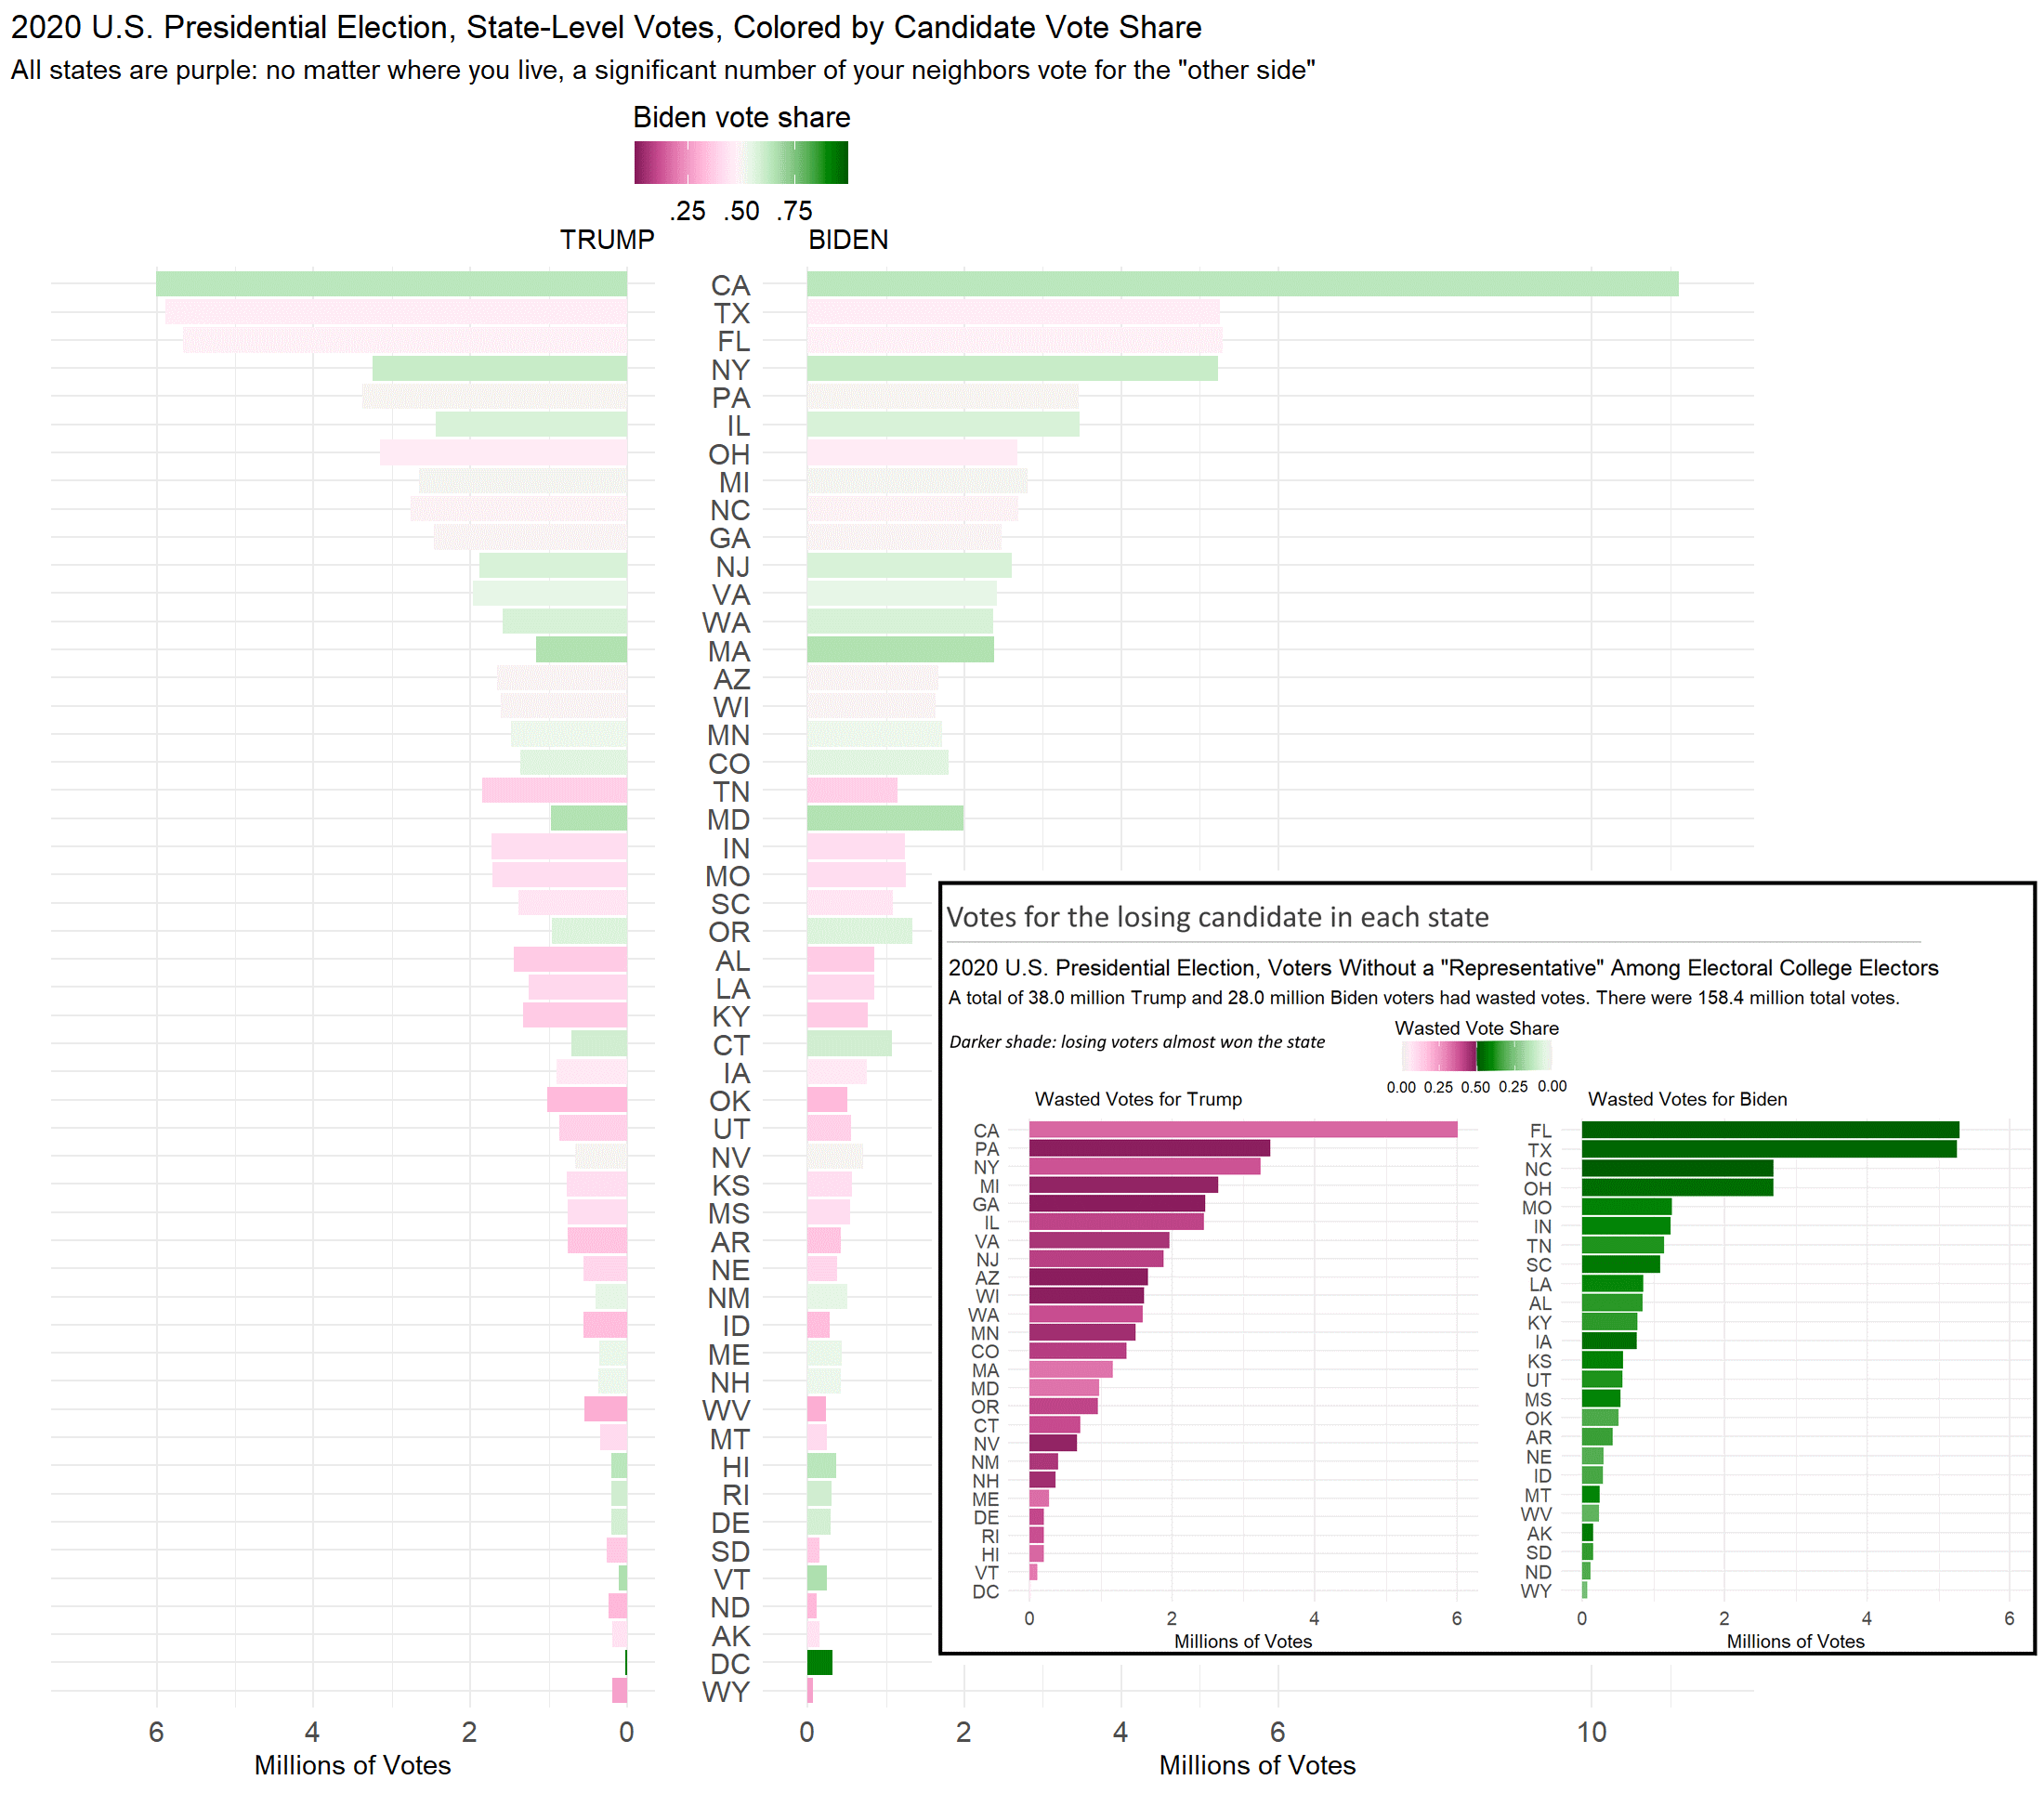 2020 U.S. Presidential Election, State-Level Votes, Colored by Candidate Vote Share
All states are purple: no matter where you live, a significant number of your neighbors vote for the "other side"
Biden vote share
.25 .50 .75
TRUMP BIDEN
CA
TX
FL
NY
PA
IL
OH
MI
NC
GA
NJ
VA
WA
MA
AZ
WI
MN
CO
TN
MD
IN
MO
SC
OR
AL
LA
KY
CT
IA
OK
UT
NV
KS
MS
AR
NE
NM
ID
ME
NH
WV
MT
HI
RI
DE
SD
VT
ND
AK
DC
WY
6 4 2 0 0 2 4 6 10
Millions of Votes Millions of Votes
Votes for the losing candidate in each state
2020 U.S. Presidential Election, Voters Without a "Representative" Among Electoral College Electors
A total of 38.0 million Trump and 28.0 million Biden voters had wasted votes. There were 158.4 million total votes.
Darker shade: losing voters almost won the state
Wasted Vote Share
0.00 0.25 0.50 0.25 0.00
Wasted Votes for Trump
CA
PA
NY
MI
GA
IL
VA
NJ
AZ
WI
WA
MN
CO
MA
MD
OR
CT
NV
NM
NH
ME
DE
RI
HI
VT
DC
0 2 4 6
Millions of Votes
Wasted Votes for Biden
FL
TX
NC
OH
MO
IN
TN
SC
LA
AL
KY
IA
KS
UT
MS
OK
AR
NE
ID
MT
WV
AK
SD
ND
WY
0 2 4 6
Millions of Votes